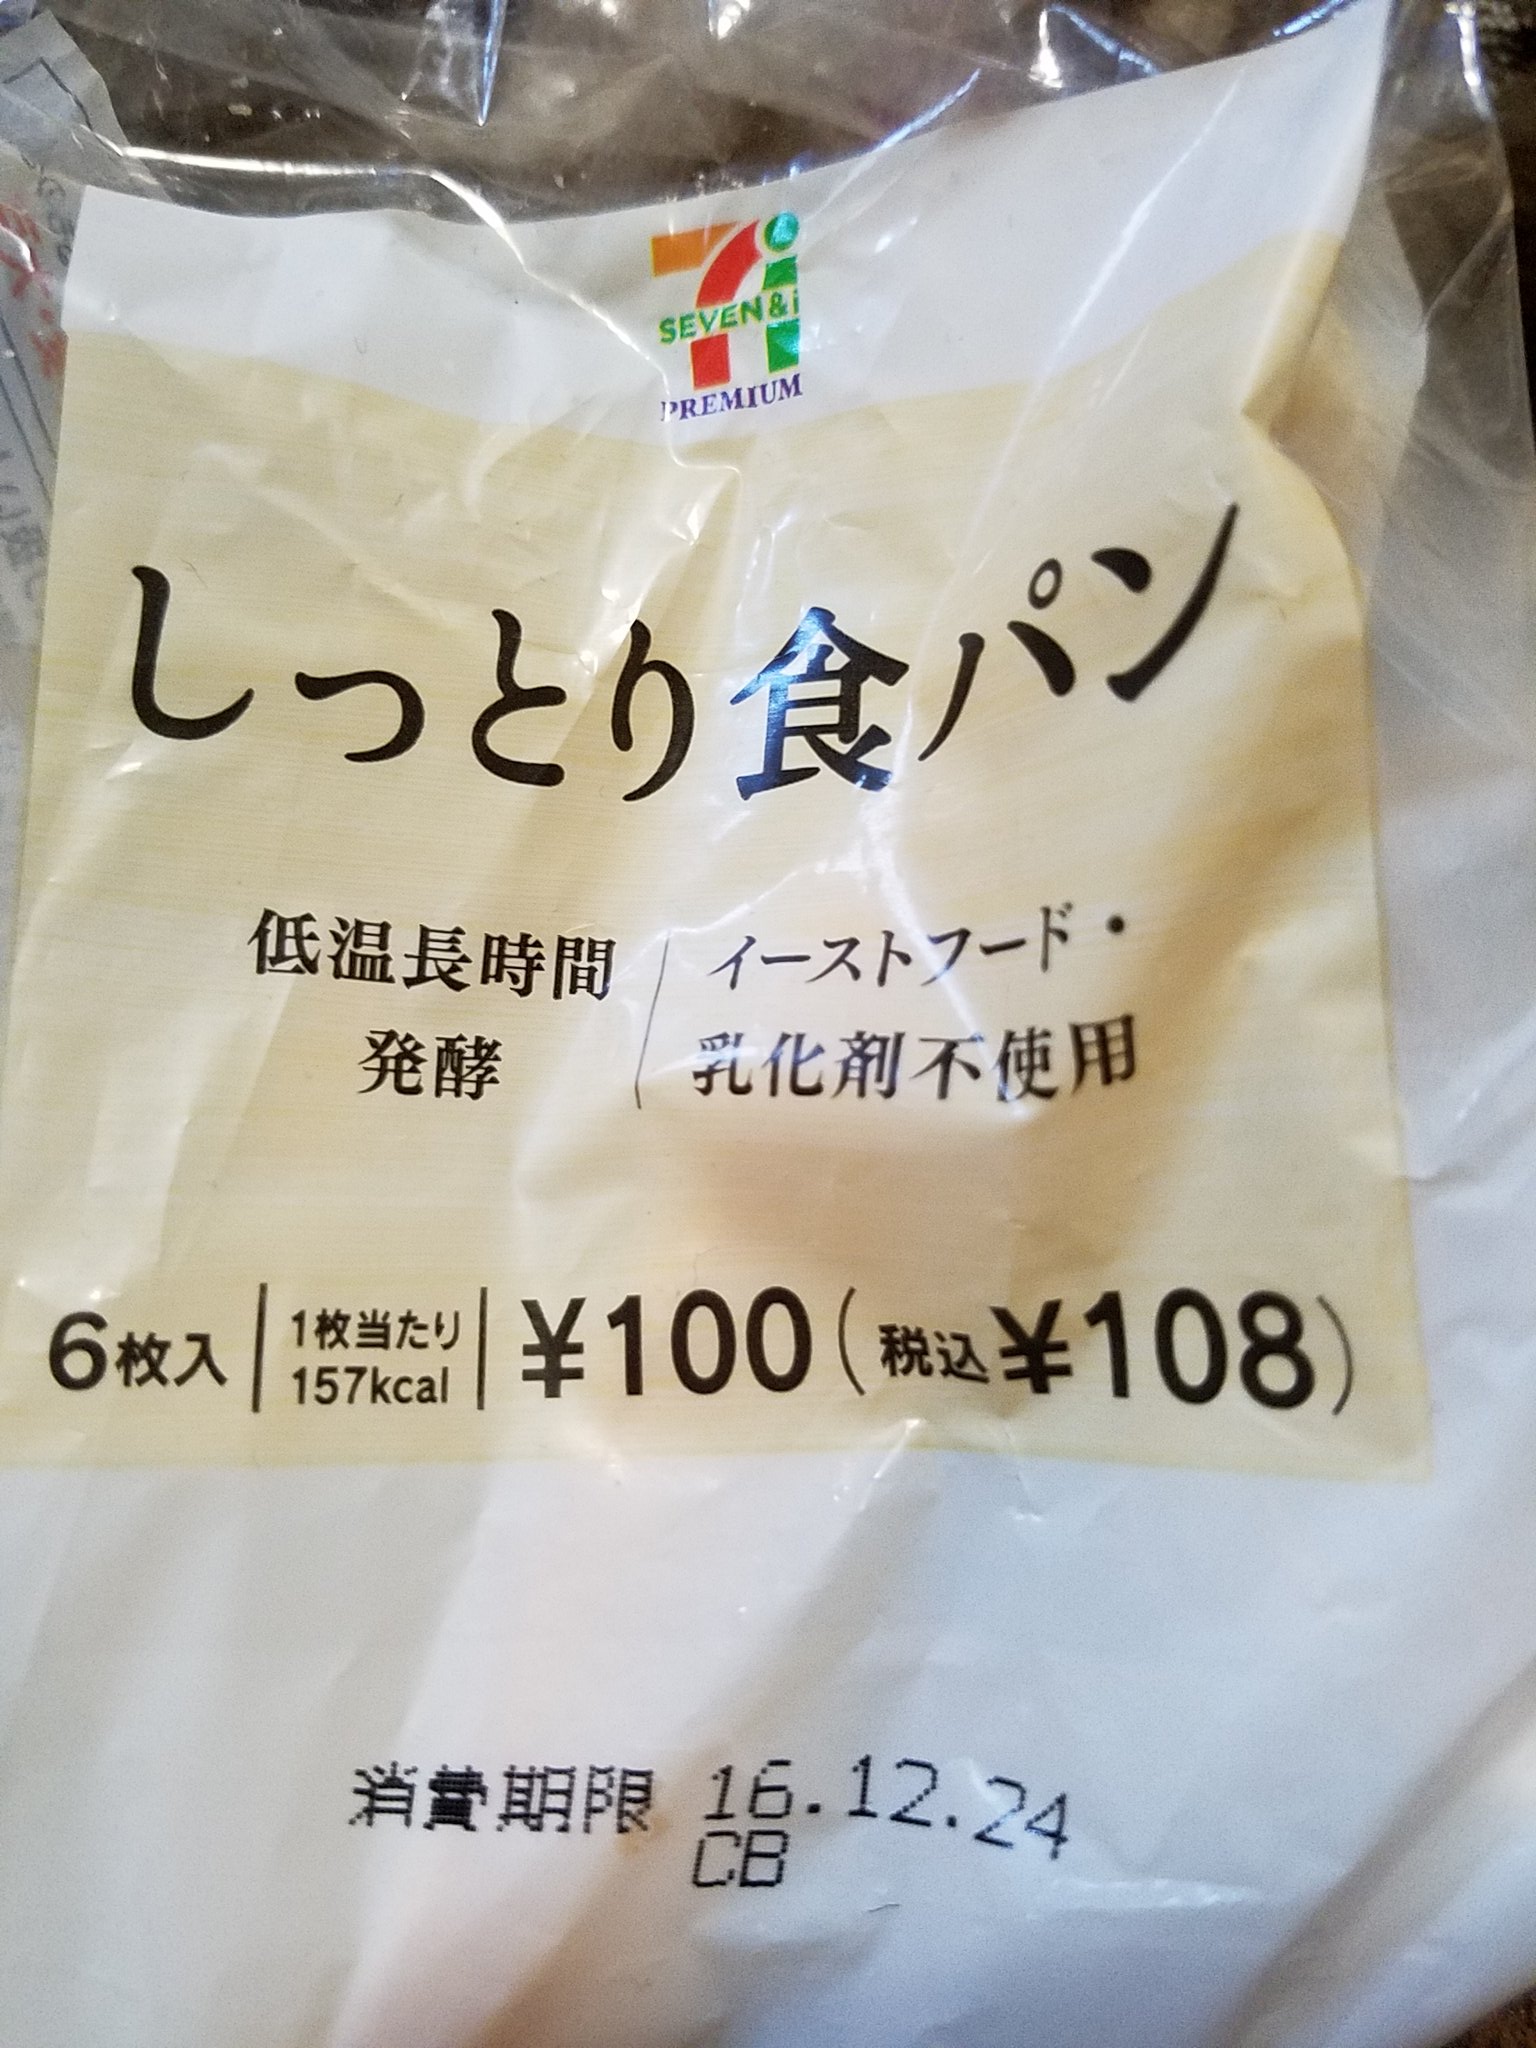 SEVEN&i
PREMIUM
しっとり食パン
低温長時間
発酵
イーストフード・
乳化剤不使用
6枚入
1枚当たり
157kcal
¥100(税込¥108)
消費期限 16.12.24
CB